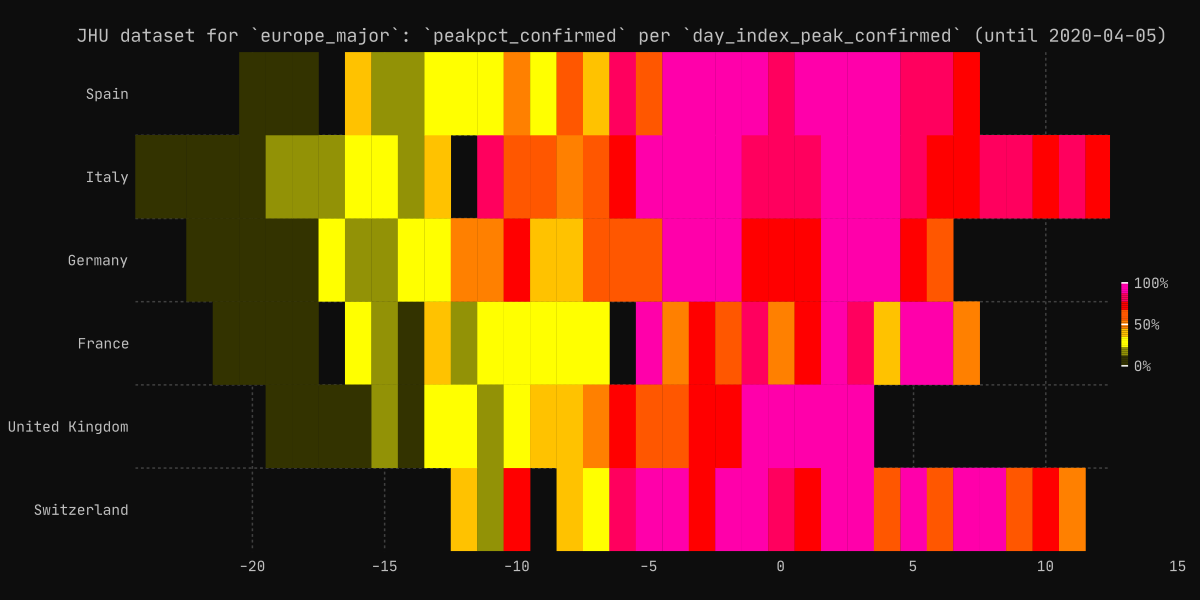 JHU dataset for `europe_major`: `peakpct_confirmed` per `day_index_peak_confirmed` (until 2020-04-05)
Spain
Italy
Germany
France
United Kingdom
Switzerland
100%
50%
0%
−20 −15 −10 −5 0 5 10 15